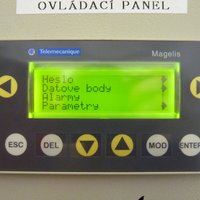 OVLÁDACÍ PANEL
Telemecanique Magelis
Heslo
Datove body
Alarmy
Parametry
ESC DEL MOD ENTER